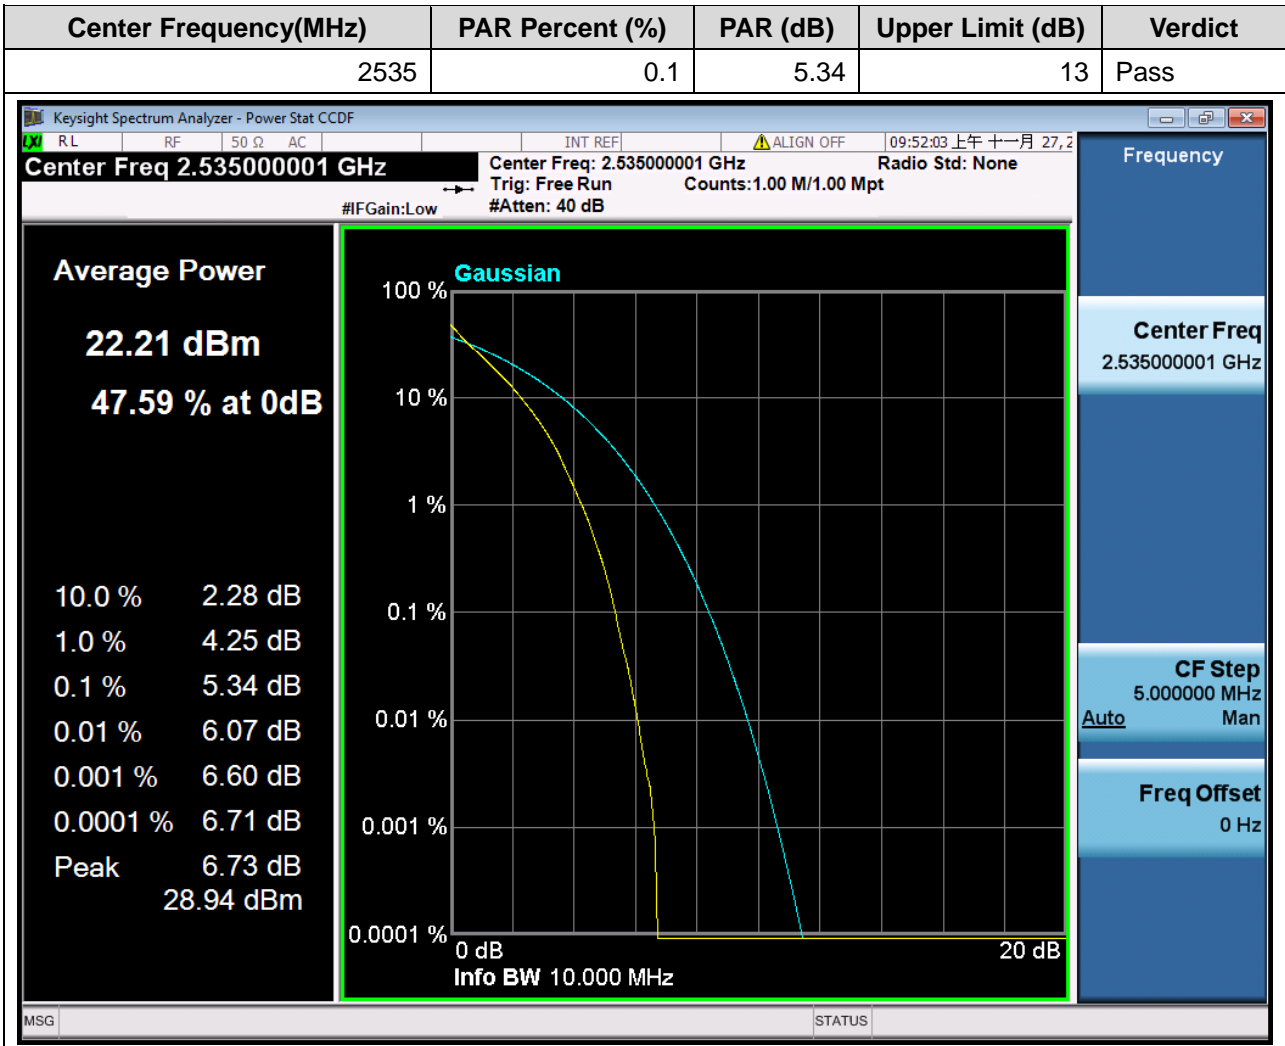 Center Frequency(MHz) PAR Percent (%) PAR (dB) Upper Limit (dB) Verdict
2535 0.1 5.34 13 Pass
Keysight Spectrum Analyzer - Power Stat CCDF
LXI RL RF 50 Ω AC INT REF ALIGN OFF 09:52:03 上午 十一月 27, 2
Center Freq 2.535000001 GHz
Center Freq: 2.535000001 GHz Radio Std: None
Trig: Free Run Counts:1.00 M/1.00 Mpt
#IFGain:Low #Atten: 40 dB
Frequency
Average Power
22.21 dBm
47.59 % at 0dB
10.0 % 2.28 dB
1.0 % 4.25 dB
0.1 % 5.34 dB
0.01 % 6.07 dB
0.001 % 6.60 dB
0.0001 % 6.71 dB
Peak 6.73 dB
28.94 dBm
Gaussian
100 %
10 %
1 %
0.1 %
0.01 %
0.001 %
0.0001 %
0 dB 20 dB
Info BW 10.000 MHz
Center Freq
2.535000001 GHz
CF Step
5.000000 MHz
Auto Man
Freq Offset
0 Hz
MSG STATUS